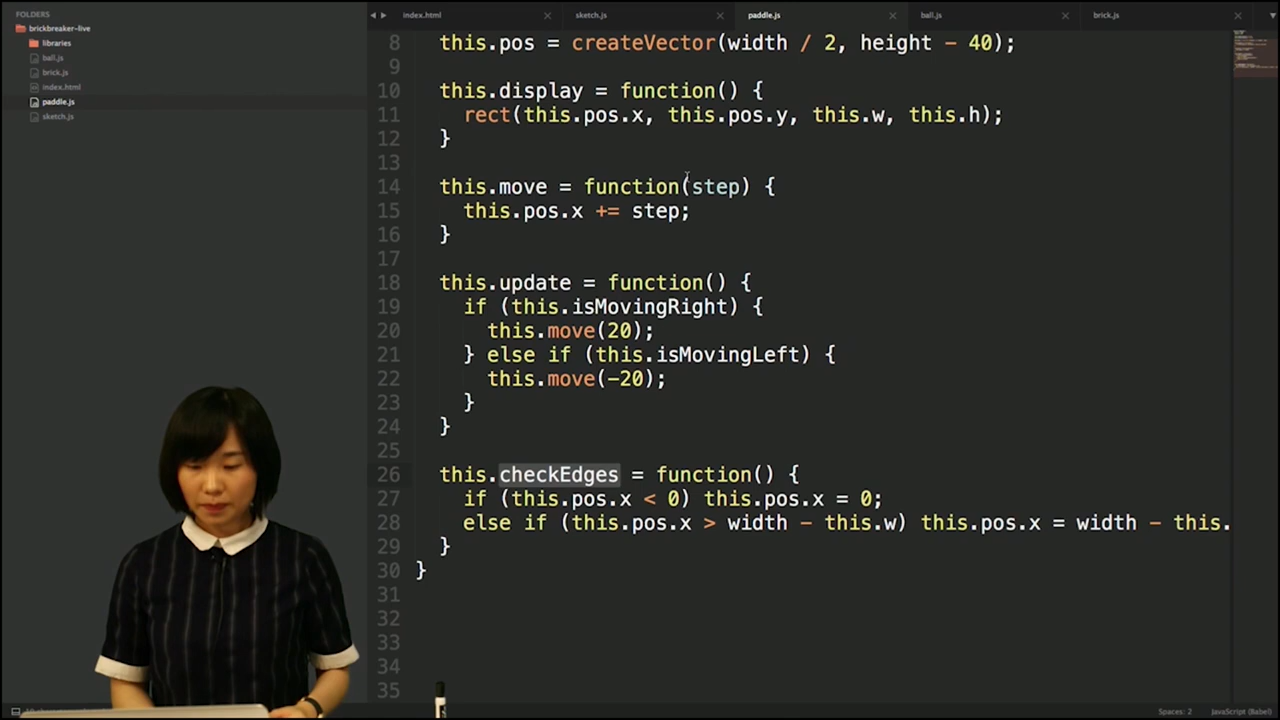 FOLDERS
brickbreaker-live
libraries
ball.js
brick.js
index.html
paddle.js
sketch.js
index.html
sketch.js
paddle.js
ball.js
brick.js
8 this.pos = createVector(width / 2, height - 40);
9
10 this.display = function() {
11 rect(this.pos.x, this.pos.y, this.w, this.h);
12 }
13
14 this.move = function(step) {
15 this.pos.x += step;
16 }
17
18 this.update = function() {
19 if (this.isMovingRight) {
20 this.move(20);
21 } else if (this.isMovingLeft) {
22 this.move(-20);
23 }
24 }
25
26 this.checkEdges = function() {
27 if (this.pos.x < 0) this.pos.x = 0;
28 else if (this.pos.x > width - this.w) this.pos.x = width - this.
29 }
30 }
31
32
33
34
35
Spaces: 2
JavaScript (Babel)